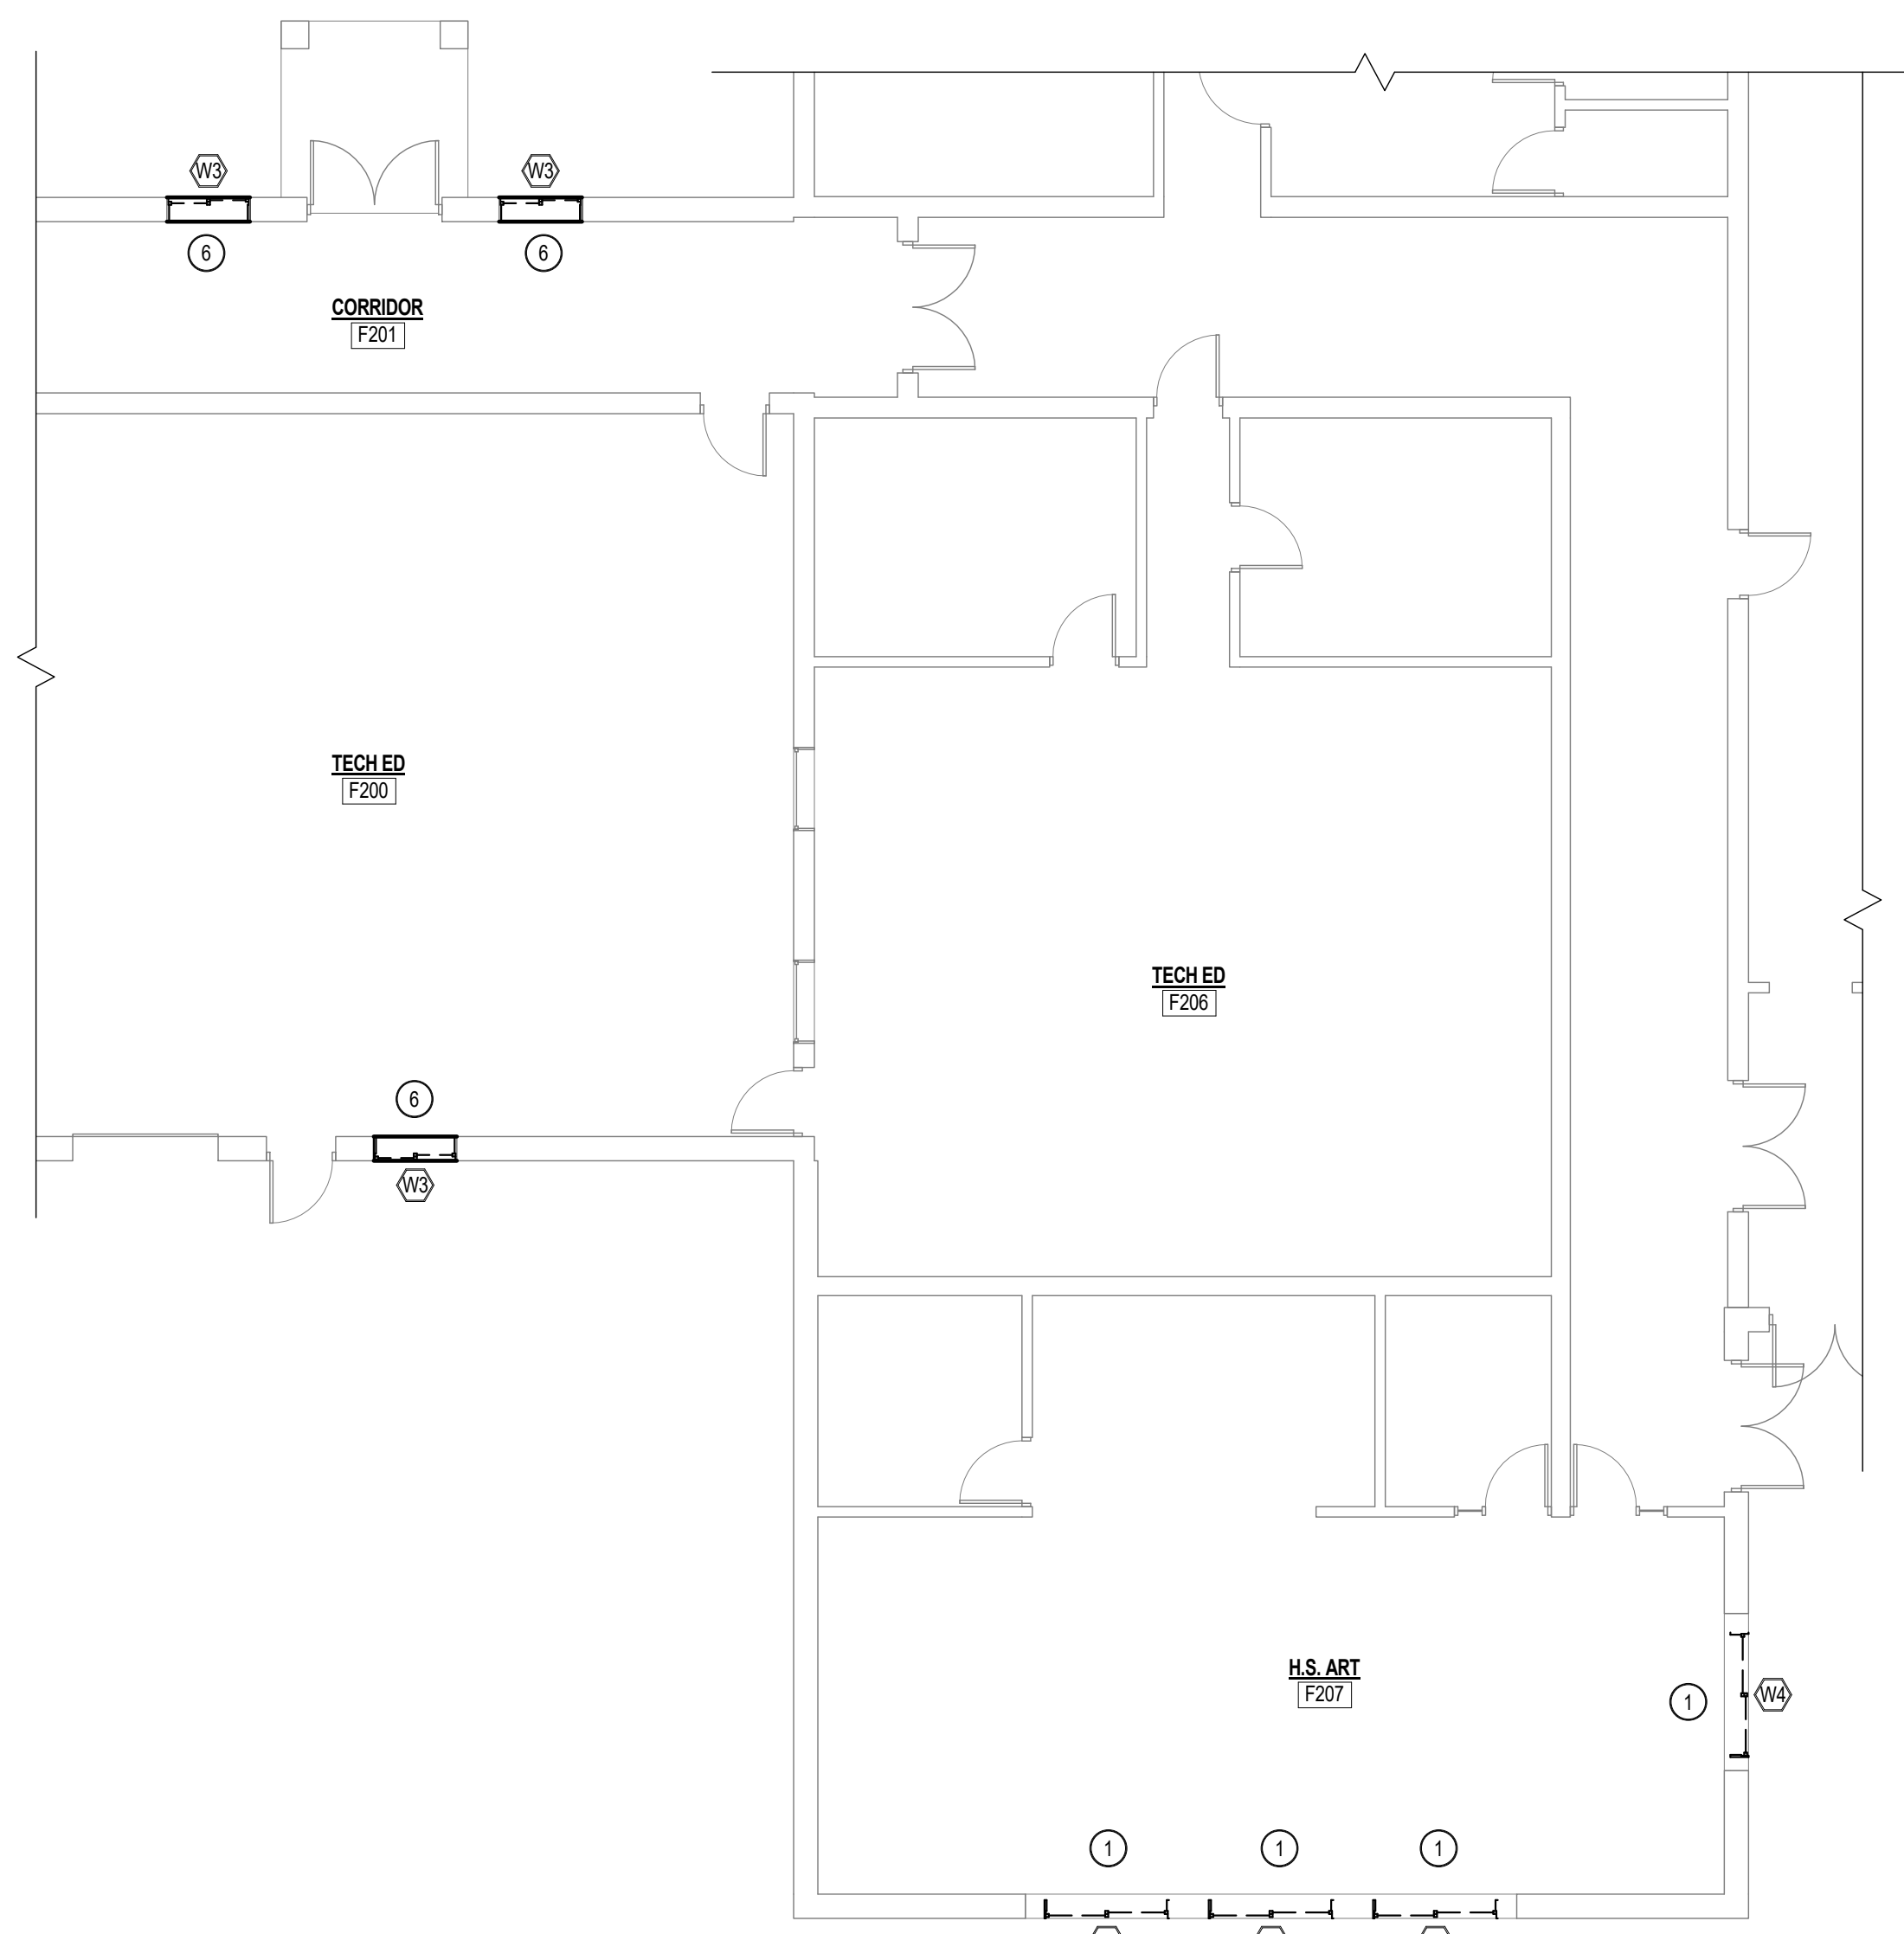 W3
W3
6
6
CORRIDOR
F201
TECH ED
F200
TECH ED
F206
6
W3
H.S. ART
F207
1
W4
1
1
1